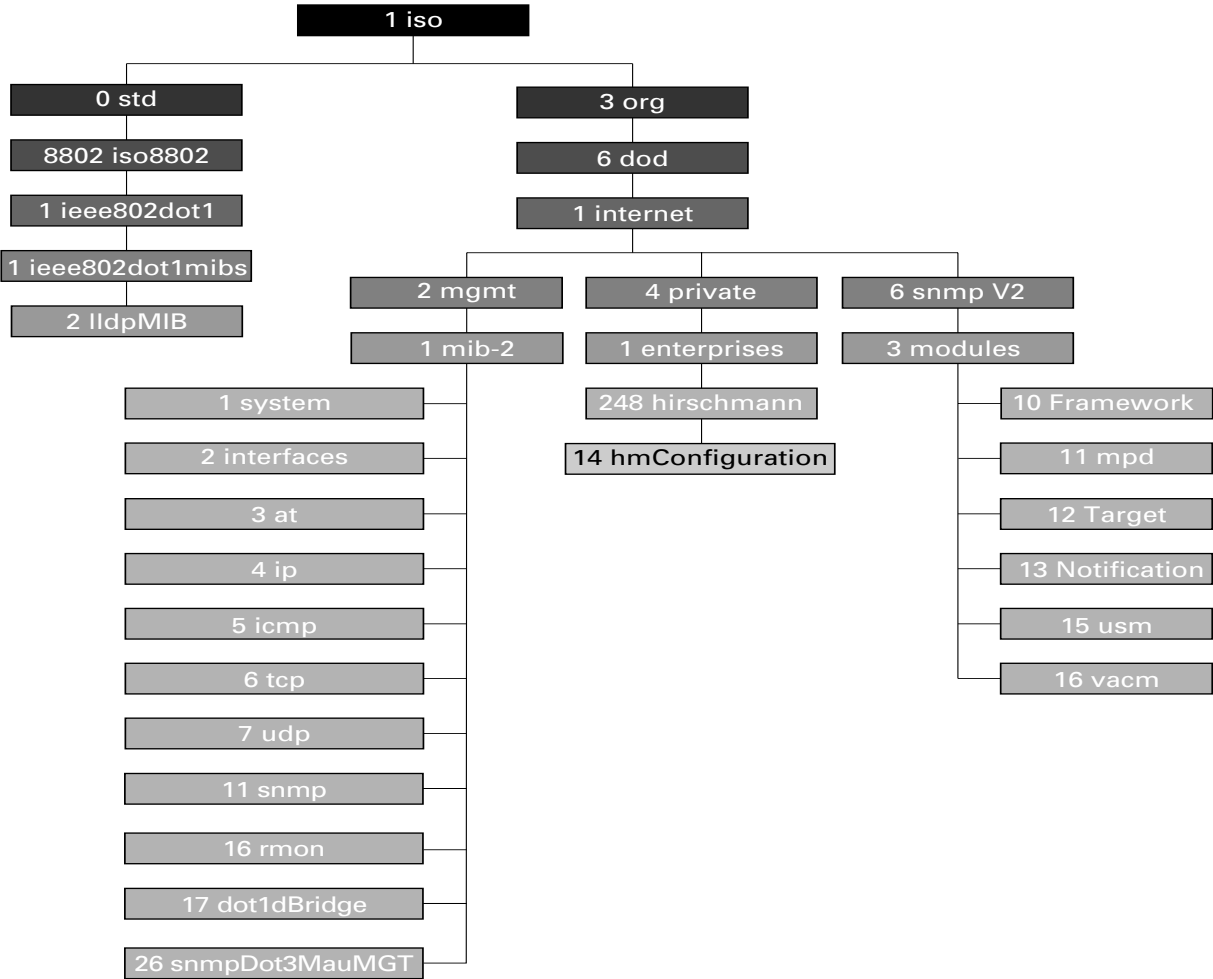 1 iso
0 std
3 org
8802 iso8802
6 dod
1 ieee802dot1
1 internet
1 ieee802dot1mibs
2 mgmt
4 private
6 snmp V2
2 lldpMIB
1 mib-2
1 enterprises
3 modules
1 system
248 hirschmann
10 Framework
2 interfaces
14 hmConfiguration
11 mpd
3 at
12 Target
4 ip
13 Notification
5 icmp
15 usm
6 tcp
16 vacm
7 udp
11 snmp
16 rmon
17 dot1dBridge
26 snmpDot3MauMGT